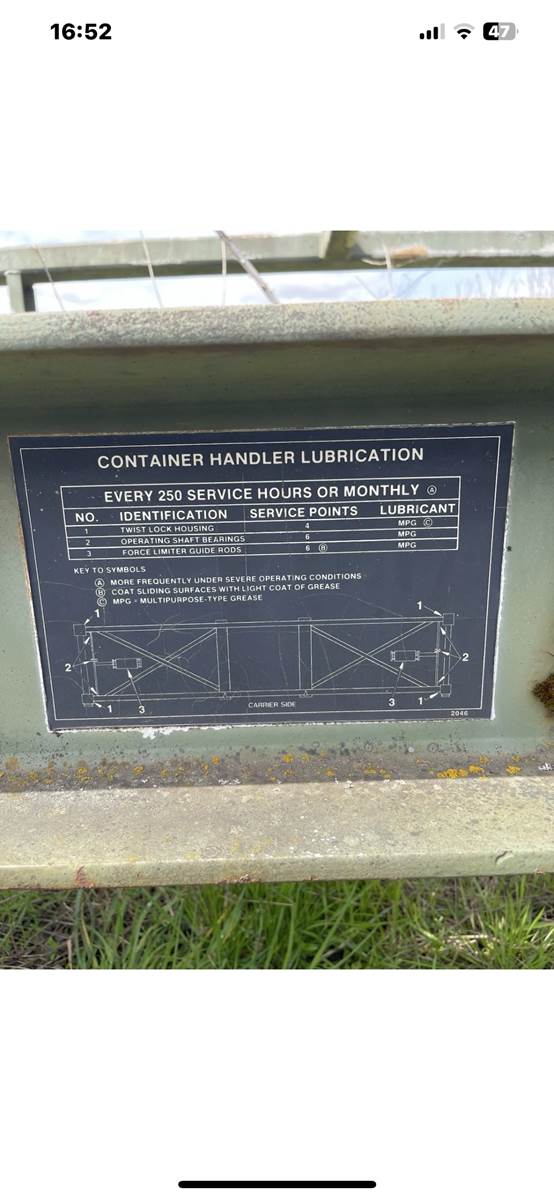 16:52
47
CONTAINER HANDLER LUBRICATION
EVERY 250 SERVICE HOURS OR MONTHLY Ⓐ
NO. IDENTIFICATION SERVICE POINTS LUBRICANT
1 TWIST LOCK HOUSING 4 MPG Ⓒ
2 OPERATING SHAFT BEARINGS 6 MPG
3 FORCE LIMITER GUIDE RODS 6 Ⓑ MPG
KEY TO SYMBOLS
Ⓐ MORE FREQUENTLY UNDER SEVERE OPERATING CONDITIONS
Ⓑ COAT SLIDING SURFACES WITH LIGHT COAT OF GREASE
Ⓒ MPG - MULTIPURPOSE-TYPE GREASE
1 1
2 2
1 3 CARRIER SIDE 3 1
2046